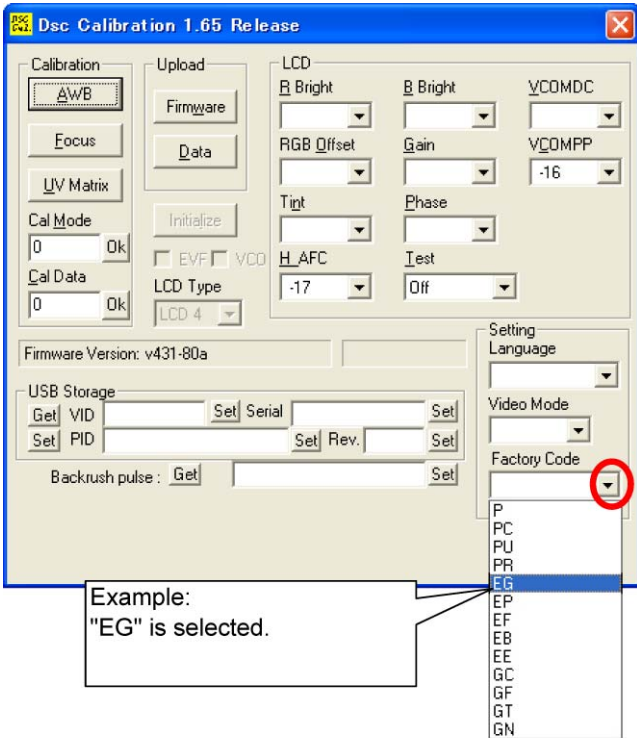 DSC Cal. Dsc Calibration 1.65 Release
Calibration
AWB
Focus
UV Matrix
Cal Mode
0 Ok
Cal Data
0 Ok
Upload
Firmware
Data
Initialize
EVF VCO
LCD Type
LCD 4
LCD
R Bright B Bright VCOMDC
RGB Offset Gain VCOMPP
-16
Tint Phase
H_AFC Test
-17 Off
Firmware Version: v431-80a
USB Storage
Get VID Set Serial Set
Set PID Set Rev. Set
Backrush pulse : Get Set
Setting
Language
Video Mode
Factory Code
P
PC
PU
PR
EG
EP
EF
EB
EE
GC
GF
GT
GN
Example:
"EG" is selected.